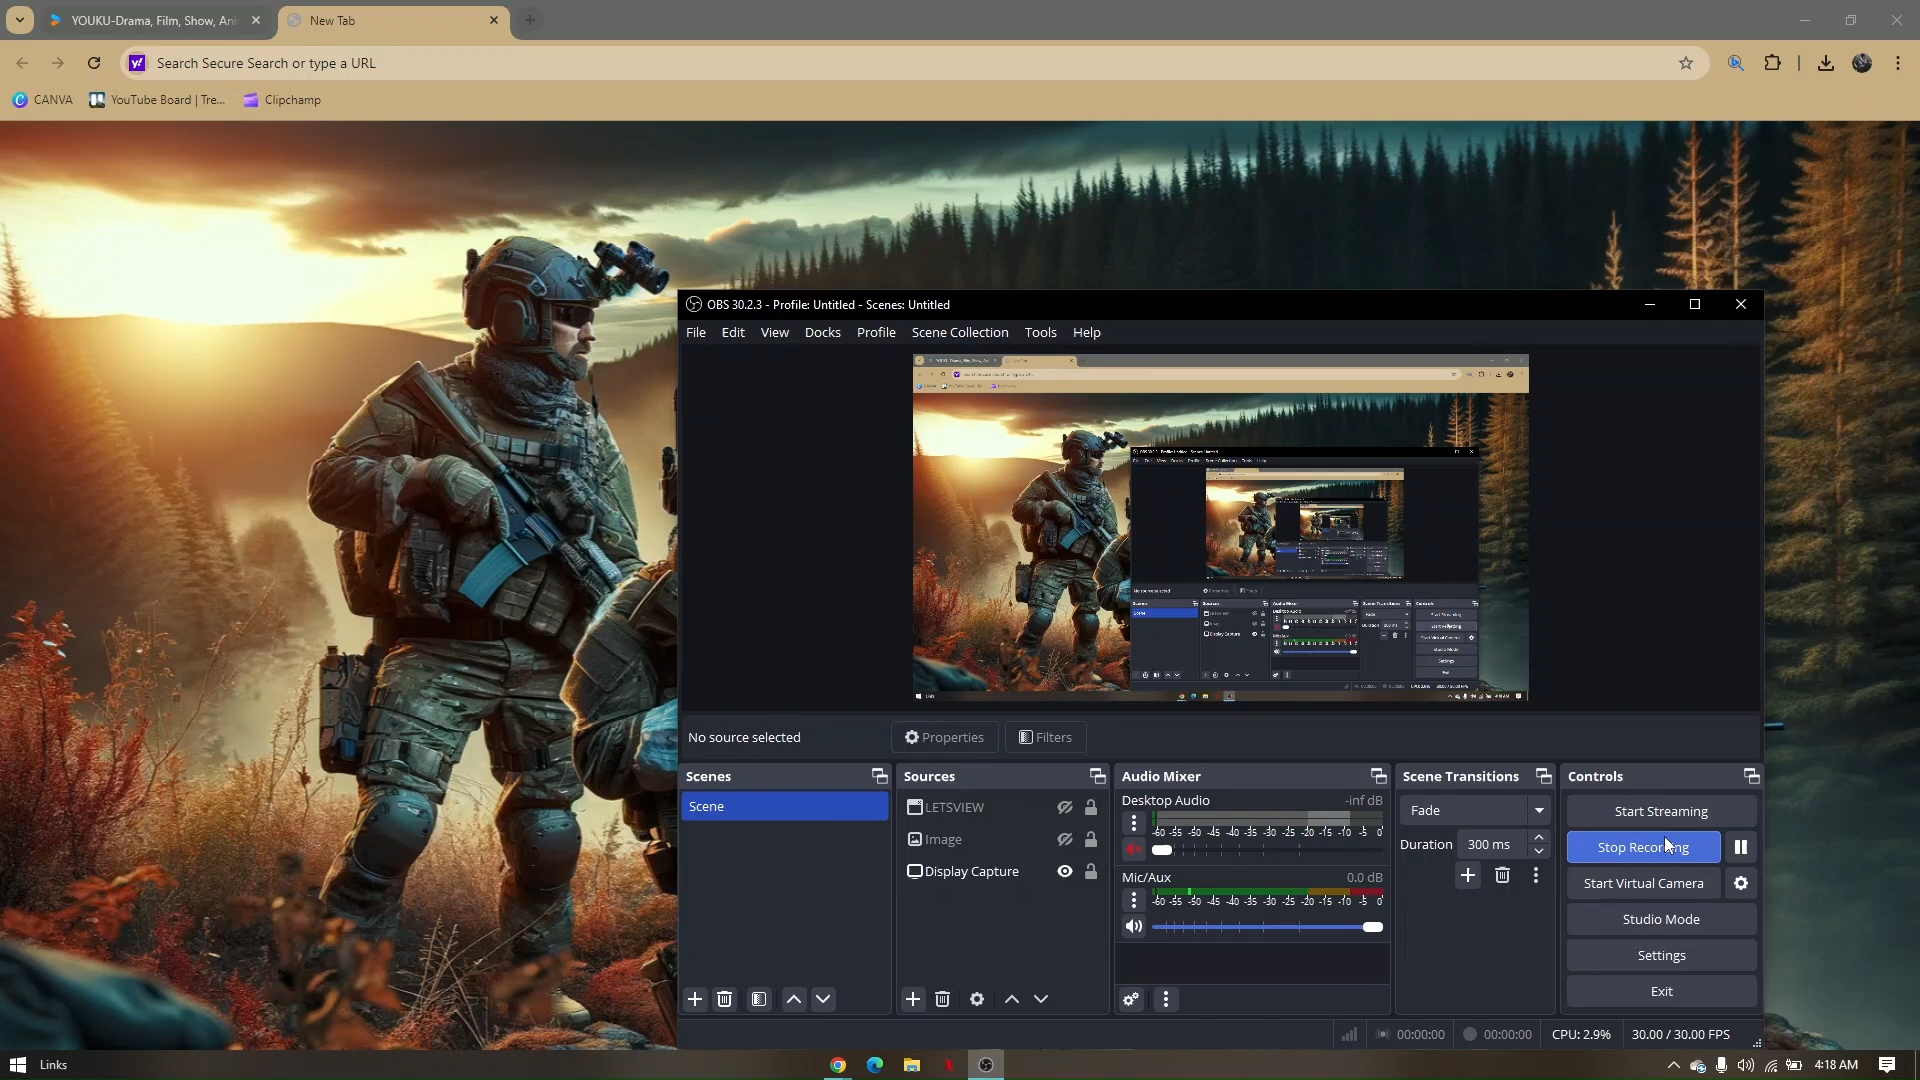 YOUKU-Drama, Film, Show, Ani
New Tab
Search Secure Search or type a URL
CANVA
YouTube Board | Tre...
Clipchamp
OBS 30.2.3 - Profile: Untitled - Scenes: Untitled
File Edit View Docks Profile Scene Collection Tools Help
No source selected
Properties
Filters
Scenes
Sources
Audio Mixer
Scene Transitions
Controls
Scene
LETSVIEW
Image
Display Capture
Desktop Audio -inf dB
-60 -55 -50 -45 -40 -35 -30 -25 -20 -15 -10 -5 0
Mic/Aux 0.0 dB
-60 -55 -50 -45 -40 -35 -30 -25 -20 -15 -10 -5 0
Fade
Duration 300 ms
Start Streaming
Stop Recording
Start Virtual Camera
Studio Mode
Settings
Exit
00:00:00
00:00:00
CPU: 2.9%
30.00 / 30.00 FPS
Links
4:18 AM